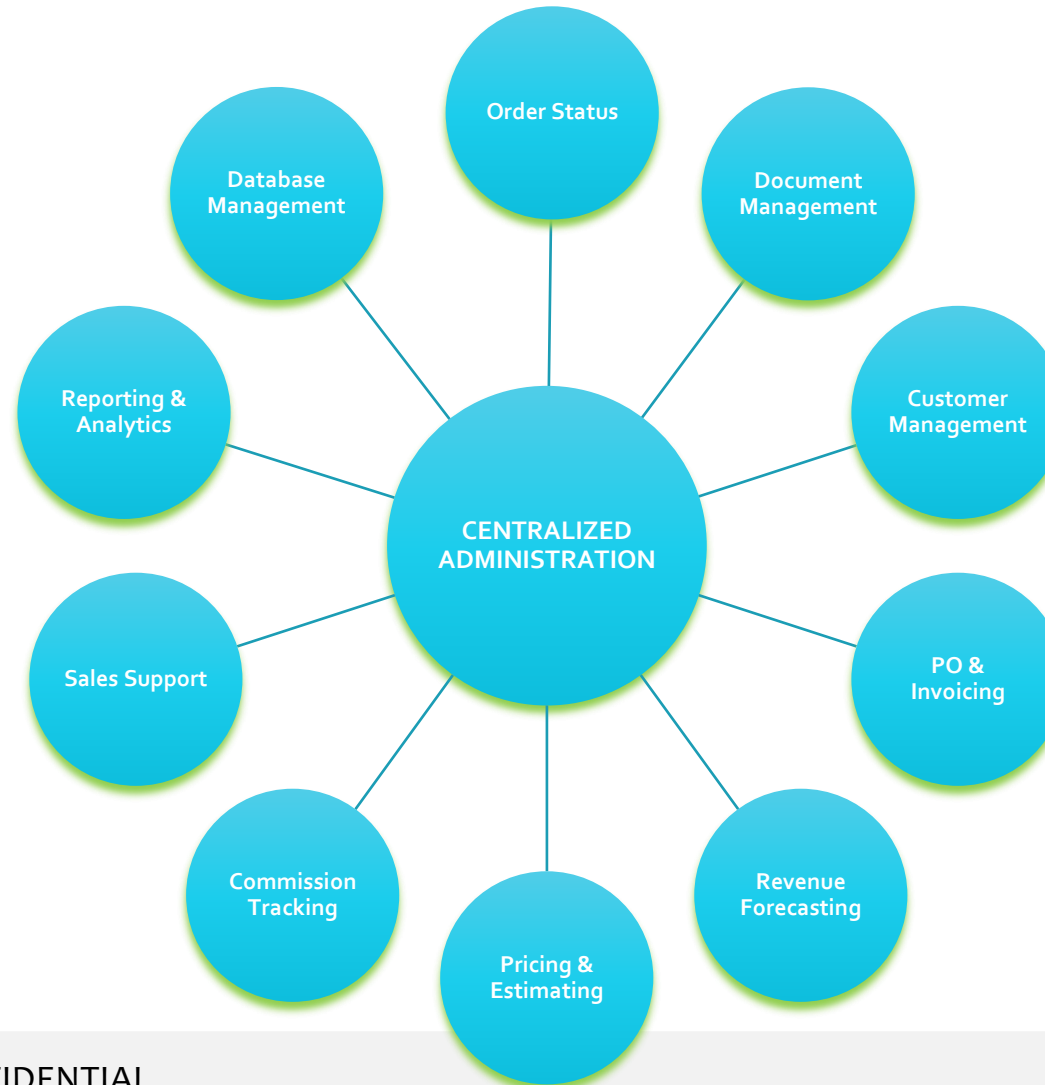 Order Status
Document
Management
Customer
Management
PO &
Invoicing
Revenue
Forecasting
Pricing &
Estimating
Commission
Tracking
Sales Support
Reporting &
Analytics
Database
Management
CENTRALIZED
ADMINISTRATION
FIDENTIAL